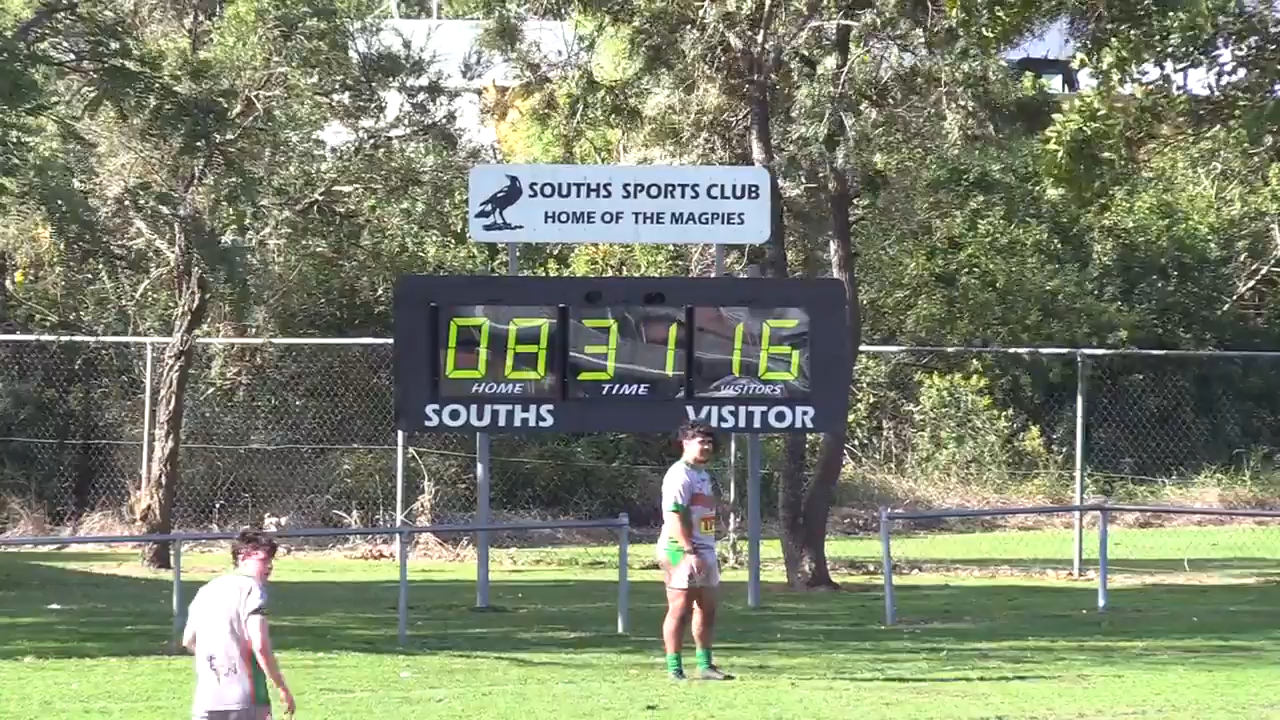 SOUTHS SPORTS CLUB
HOME OF THE MAGPIES
08 31 16
HOME TIME VISITORS
SOUTHS VISITOR